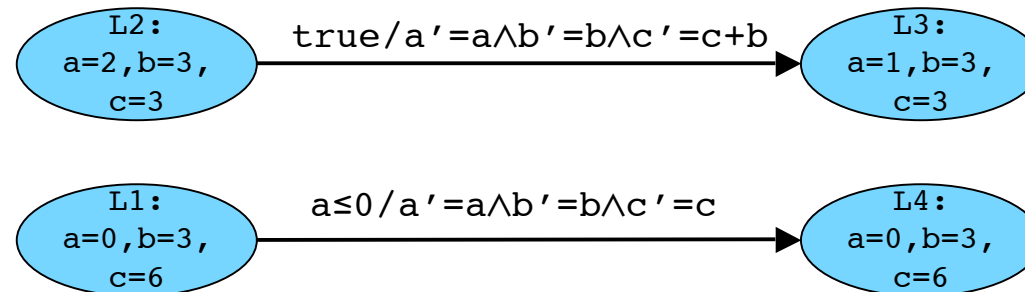 L2:
a=2,b=3,
c=3
true/a′=a∧b′=b∧c′=c+b
L3:
a=1,b=3,
c=3
L1:
a=0,b=3,
c=6
a≤0/a′=a∧b′=b∧c′=c
L4:
a=0,b=3,
c=6